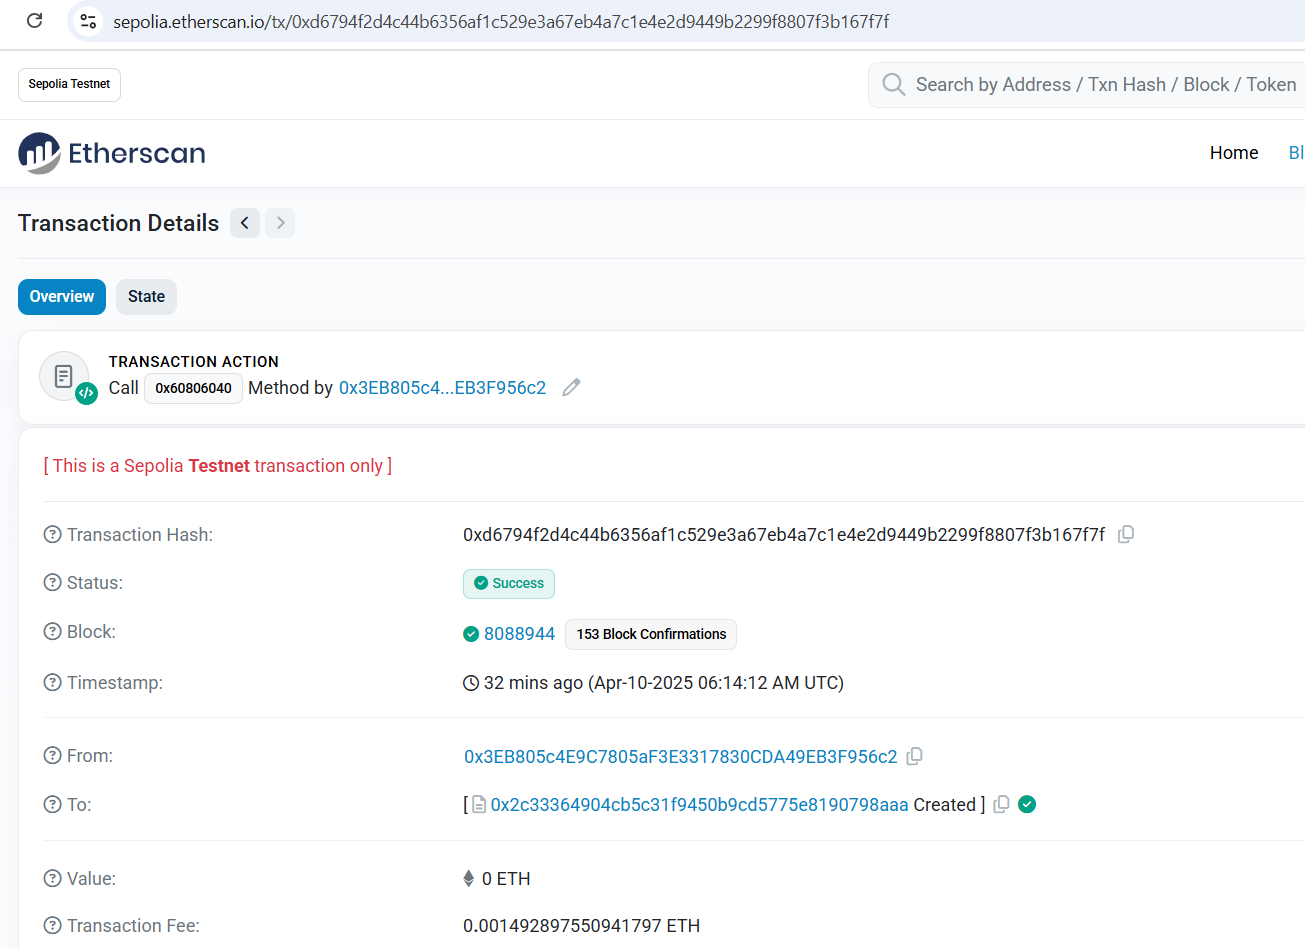 sepolia.etherscan.io/tx/0xd6794f2d4c44b6356af1c529e3a67eb4a7c1e4e2d9449b2299f8807f3b167f7f
Sepolia Testnet
Search by Address / Txn Hash / Block / Token
Etherscan
Home Bl
Transaction Details
Overview State
TRANSACTION ACTION
Call 0x60806040 Method by 0x3EB805c4...EB3F956c2
[ This is a Sepolia Testnet transaction only ]
Transaction Hash: 0xd6794f2d4c44b6356af1c529e3a67eb4a7c1e4e2d9449b2299f8807f3b167f7f
Status: Success
Block: 8088944 153 Block Confirmations
Timestamp: 32 mins ago (Apr-10-2025 06:14:12 AM UTC)
From: 0x3EB805c4E9C7805aF3E3317830CDA49EB3F956c2
To: [ 0x2c33364904cb5c31f9450b9cd5775e8190798aaa Created ]
Value: 0 ETH
Transaction Fee: 0.001492897550941797 ETH